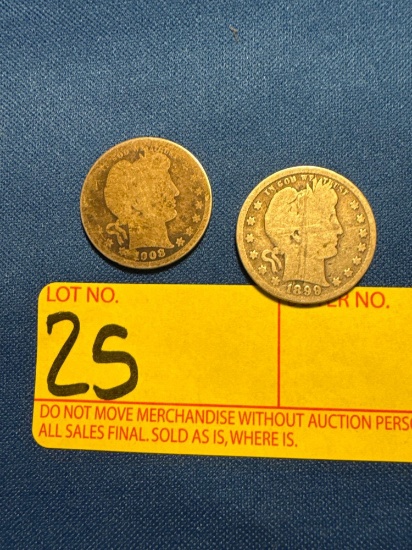 1908
IN GOD WE TRUST
1899
LOT NO.
ER NO.
25
DO NOT MOVE MERCHANDISE WITHOUT AUCTION PERS
ALL SALES FINAL. SOLD AS IS, WHERE IS.